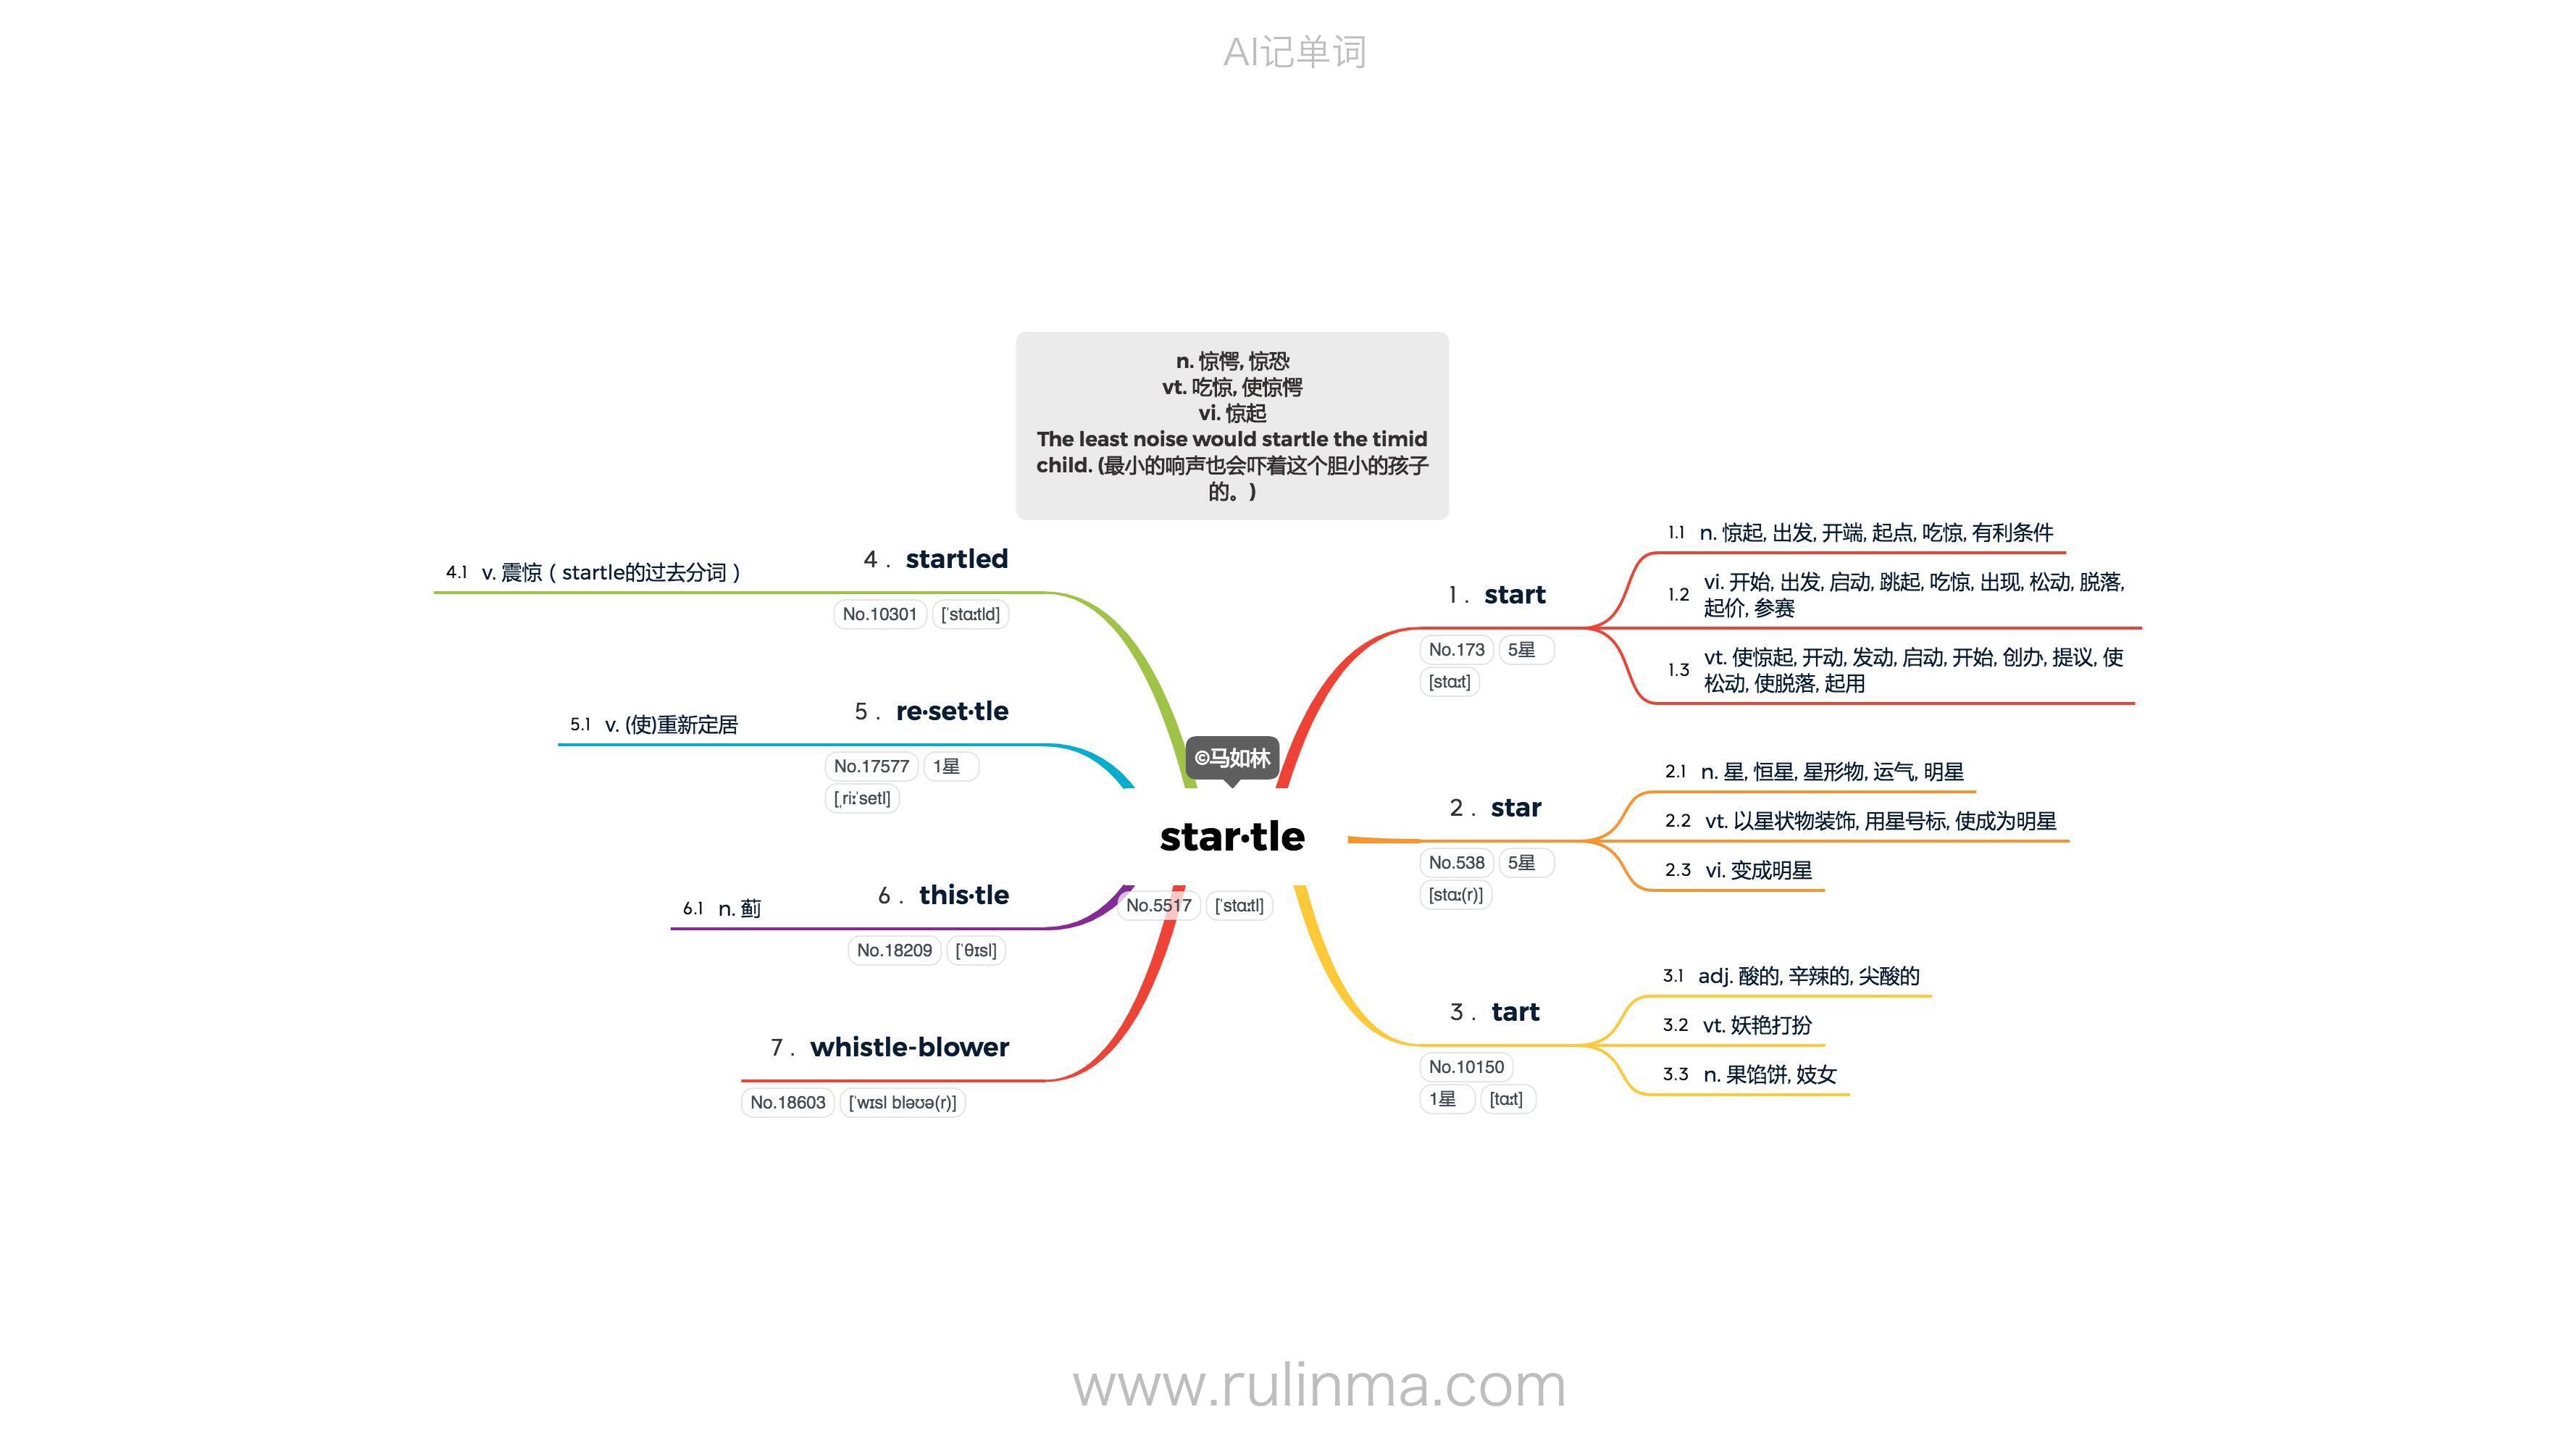 AI记单词
n. 惊愕, 惊恐
vt. 吃惊, 使惊愕
vi. 惊起
The least noise would startle the timid
child. (最小的响声也会吓着这个胆小的孩子
的。)
©马如林
star·tle
No.5517 ['stɑːtl]
1 . start
No.173 5星
[stɑːt]
1.1 n. 惊起, 出发, 开端, 起点, 吃惊, 有利条件
1.2 vi. 开始, 出发, 启动, 跳起, 吃惊, 出现, 松动, 脱落,
起价, 参赛
1.3 vt. 使惊起, 开动, 发动, 启动, 开始, 创办, 提议, 使
松动, 使脱落, 起用
2 . star
No.538 5星
[stɑː(r)]
2.1 n. 星, 恒星, 星形物, 运气, 明星
2.2 vt. 以星状物装饰, 用星号标, 使成为明星
2.3 vi. 变成明星
3 . tart
No.10150
1星 [tɑːt]
3.1 adj. 酸的, 辛辣的, 尖酸的
3.2 vt. 妖艳打扮
3.3 n. 果馅饼, 妓女
4 . startled
No.10301 ['stɑːtld]
4.1 v. 震惊（startle的过去分词）
5 . re·set·tle
No.17577 1星
[ˌriːˈsetl]
5.1 v. (使)重新定居
6 . this·tle
No.18209 ['θɪsl]
6.1 n. 蓟
7 . whistle-blower
No.18603 ['wɪsl bləʊə(r)]
www.rulinma.com